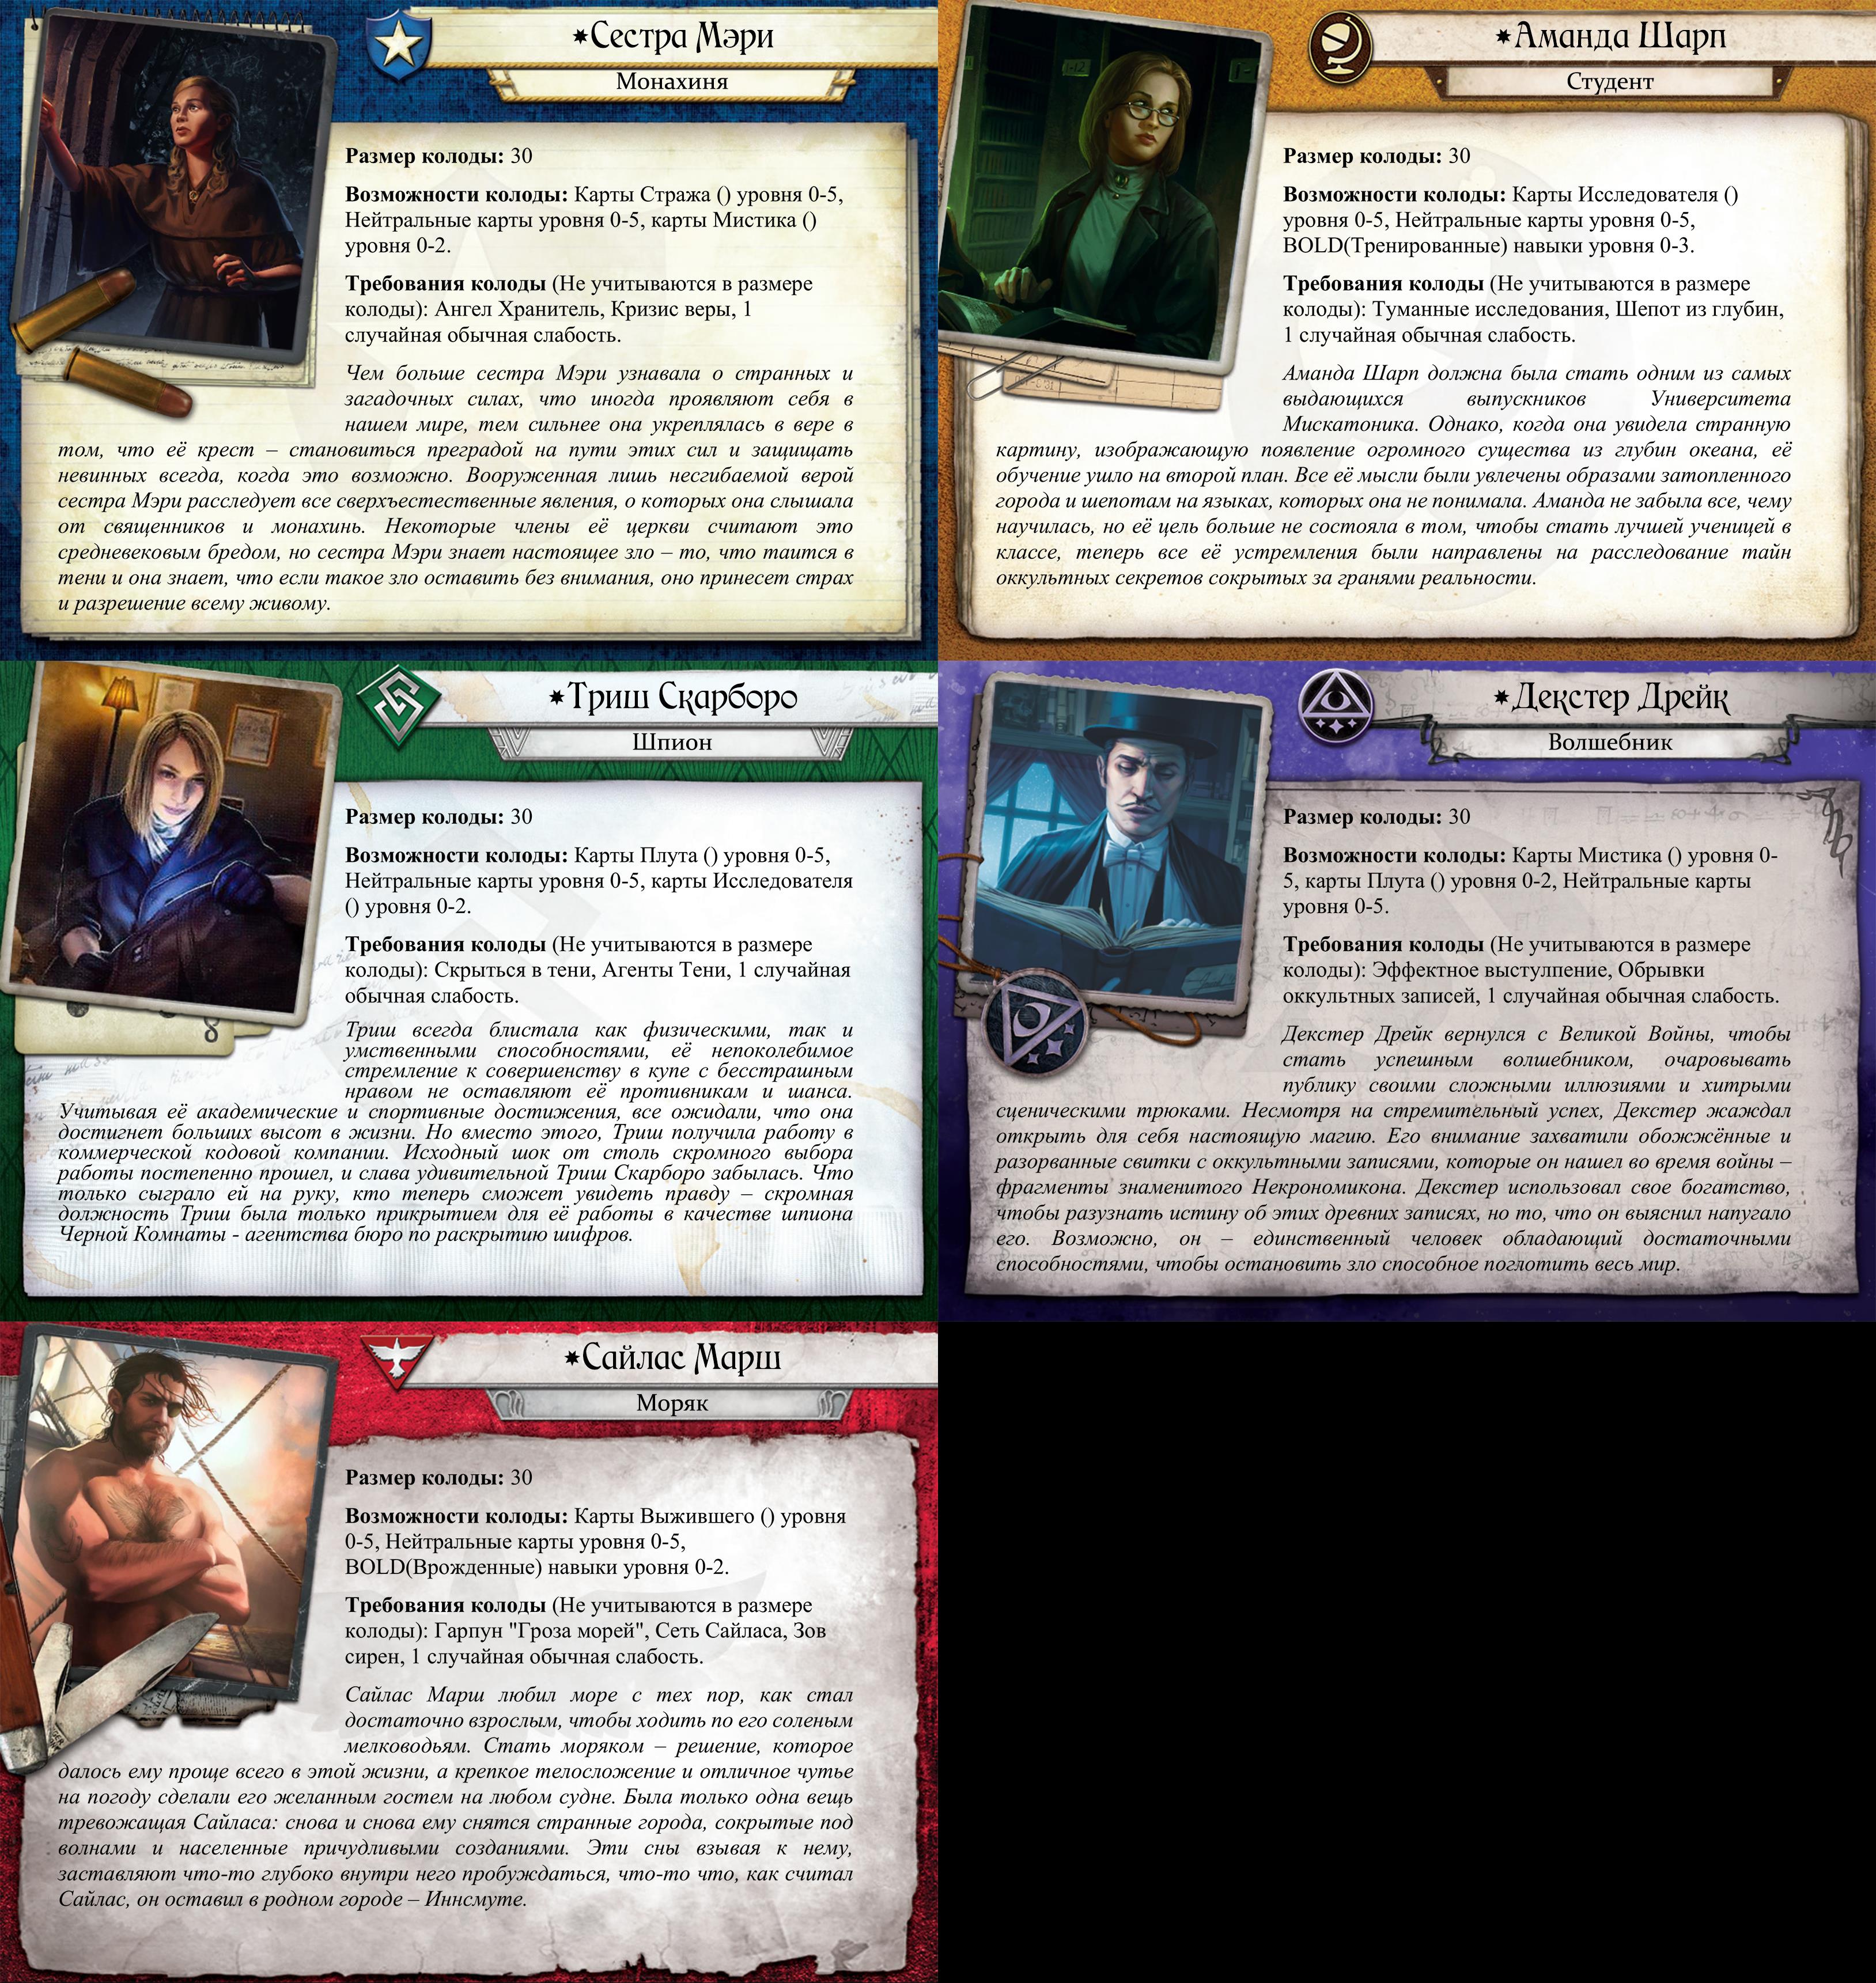 ✷Сестра Мэри
Монахиня
Размер колоды: 30
Возможности колоды: Карты Стража () уровня 0-5,
Нейтральные карты уровня 0-5, карты Мистика ()
уровня 0-2.
Требования колоды (Не учитываются в размере
колоды): Ангел Хранитель, Кризис веры, 1
случайная обычная слабость.
Чем больше сестра Мэри узнавала о странных и
загадочных силах, что иногда проявляют себя в
нашем мире, тем сильнее она укреплялась в вере в
том, что её крест – становиться преградой на пути этих сил и защищать
невинных всегда, когда это возможно. Вооруженная лишь несгибаемой верой
сестра Мэри расследует все сверхъестественные явления, о которых она слышала
от священников и монахинь. Некоторые члены её церкви считают это
средневековым бредом, но сестра Мэри знает настоящее зло – то, что таится в
тени и она знает, что если такое зло оставить без внимания, оно принесет страх
и разрешение всему живому.
✷Аманда Шарп
Студент
Размер колоды: 30
Возможности колоды: Карты Исследователя ()
уровня 0-5, Нейтральные карты уровня 0-5,
BOLD(Тренированные) навыки уровня 0-3.
Требования колоды (Не учитываются в размере
колоды): Туманные исследования, Шепот из глубин,
1 случайная обычная слабость.
Аманда Шарп должна была стать одним из самых
выдающихся выпускников Университета
Мискатоника. Однако, когда она увидела странную
картину, изображающую появление огромного существа из глубин океана, её
обучение ушло на второй план. Все её мысли были увлечены образами затопленного
города и шепотам на языках, которых она не понимала. Аманда не забыла все, чему
научилась, но её цель больше не состояла в том, чтобы стать лучшей ученицей в
классе, теперь все её устремления были направлены на расследование тайн
оккультных секретов сокрытых за гранями реальности.
✷Триш Скарборо
Шпион
Размер колоды: 30
Возможности колоды: Карты Плута () уровня 0-5,
Нейтральные карты уровня 0-5, карты Исследователя
() уровня 0-2.
Требования колоды (Не учитываются в размере
колоды): Скрыться в тени, Агенты Тени, 1 случайная
обычная слабость.
Триш всегда блистала как физическими, так и
умственными способностями, её непоколебимое
стремление к совершенству в купе с бесстрашным
нравом не оставляют её противникам и шанса.
Учитывая её академические и спортивные достижения, все ожидали, что она
достигнет больших высот в жизни. Но вместо этого, Триш получила работу в
коммерческой кодовой компании. Исходный шок от столь скромного выбора
работы постепенно прошел, и слава удивительной Триш Скарборо забылась. Что
только сыграло ей на руку, кто теперь сможет увидеть правду – скромная
должность Триш была только прикрытием для её работы в качестве шпиона
Черной Комнаты - агентства бюро по раскрытию шифров.
8
✷Декстер Дрейк
Волшебник
Размер колоды: 30
Возможности колоды: Карты Мистика () уровня 0-
5, карты Плута () уровня 0-2, Нейтральные карты
уровня 0-5.
Требования колоды (Не учитываются в размере
колоды): Эффектное выступпение, Обрывки
оккультных записей, 1 случайная обычная слабость.
Декстер Дрейк вернулся с Великой Войны, чтобы
стать успешным волшебником, очаровывать
публику своими сложными иллюзиями и хитрыми
сценическими трюками. Несмотря на стремительный успех, Декстер жаждал
открыть для себя настоящую магию. Его внимание захватили обожжённые и
разорванные свитки с оккультными записями, которые он нашел во время войны –
фрагменты знаменитого Некрономикона. Декстер использовал свое богатство,
чтобы разузнать истину об этих древних записях, но то, что он выяснил напугало
его. Возможно, он – единственный человек обладающий достаточными
способностями, чтобы остановить зло способное поглотить весь мир.
✷Сайлас Марш
Моряк
Размер колоды: 30
Возможности колоды: Карты Выжившего () уровня
0-5, Нейтральные карты уровня 0-5,
BOLD(Врожденные) навыки уровня 0-2.
Требования колоды (Не учитываются в размере
колоды): Гарпун "Гроза морей", Сеть Сайласа, Зов
сирен, 1 случайная обычная слабость.
Сайлас Марш любил море с тех пор, как стал
достаточно взрослым, чтобы ходить по его соленым
мелководьям. Стать моряком – решение, которое
далось ему проще всего в этой жизни, а крепкое телосложение и отличное чутье
на погоду сделали его желанным гостем на любом судне. Была только одна вещь
тревожащая Сайласа: снова и снова ему снятся странные города, сокрытые под
волнами и населенные причудливыми созданиями. Эти сны взывая к нему,
заставляют что-то глубоко внутри него пробуждаться, что-то что, как считал
Сайлас, он оставил в родном городе – Иннсмуте.